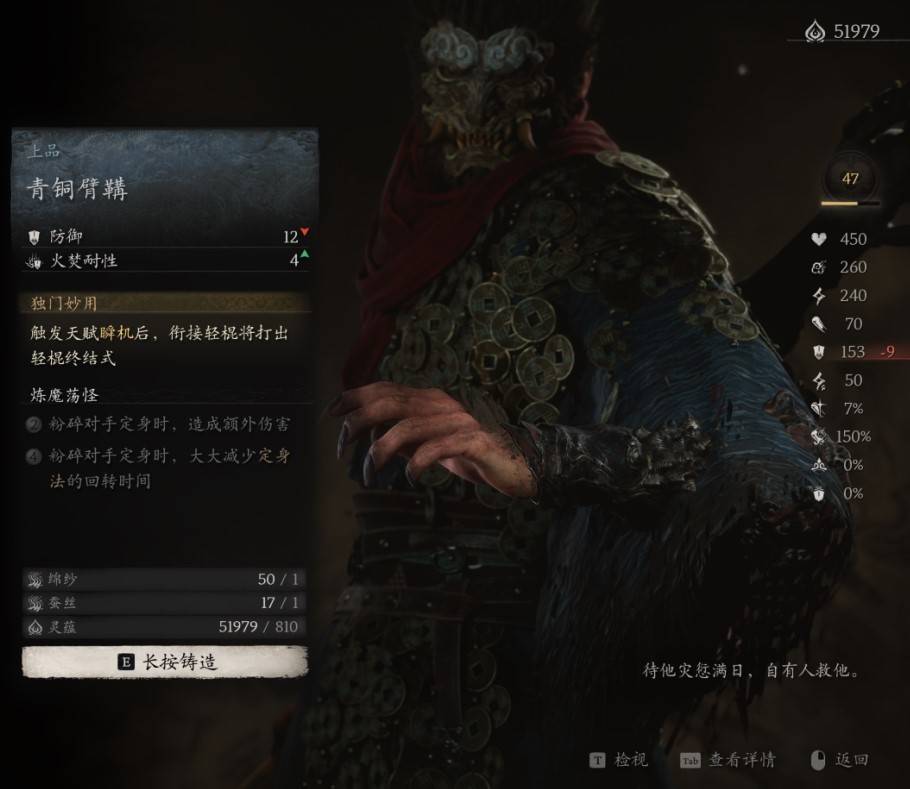 51979
上品
青铜臂鞲
防御 12
火焚耐性 4
独门妙用
触发天赋瞬机后，衔接轻棍将打出
轻棍终结式
炼魔荡怪
2 粉碎对手定身时，造成额外伤害
4 粉碎对手定身时，大大减少定身
法的回转时间
绵纱 50 / 1
蚕丝 17 / 1
灵蕴 51979 / 810
E 长按铸造
47
450
260
240
70
153 -9
50
7%
150%
0%
0%
待他灾愆满日，自有人救他。
T 检视 Tab 查看详情 返回